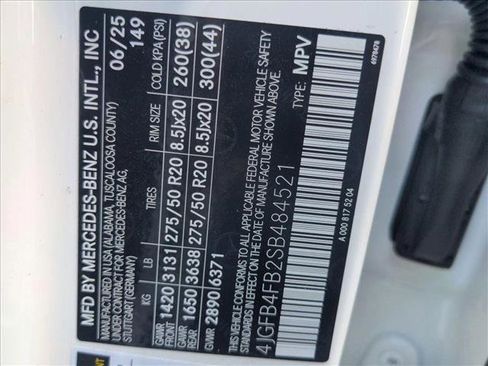 MFD BY MERCEDES-BENZ U.S. INTL., INC
IN VANCE USA (ALABAMA, TUSCALOOSA COUNTY) 06/25
UNDER CONTRACT FOR MERCEDES-BENZ AG, 149
STUTTGART (GERMANY)
KG LB TIRES RIM SIZE COLD KPA (PSI)
GAWR FRONT 1420 3131 275/50 R20 8.5Jx20 260(38)
GAWR REAR 1650 3638 275/50 R20 8.5Jx20 300(44)
GVWR 2890 6371
THIS VEHICLE CONFORMS TO ALL APPLICABLE FEDERAL MOTOR VEHICLE SAFETY
STANDARDS IN EFFECT ON THE DATE OF MANUFACTURE SHOWN ABOVE.
4JGFB4FB2SB484521 TYPE: MPV
A 000 817 52 04